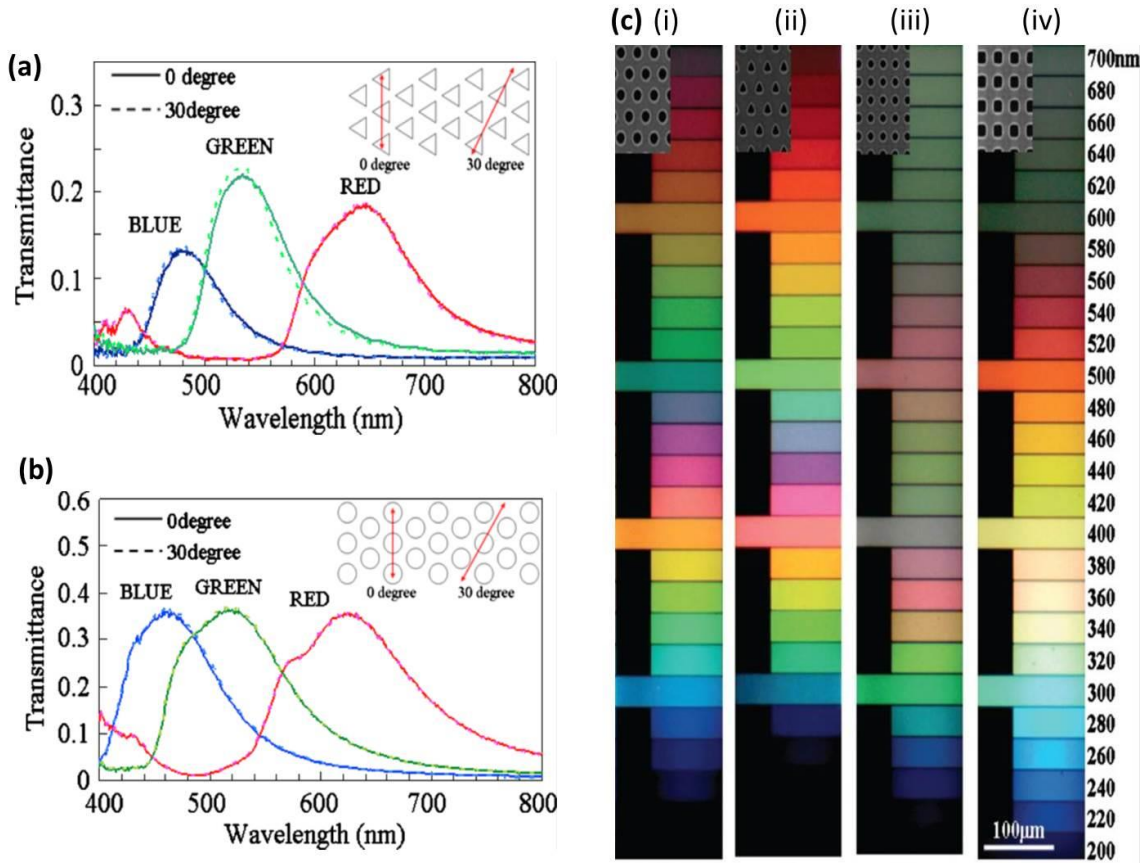 (a)
0 degree
30degree
0.3
0.2
0.1
0
Transmittance
BLUE
GREEN
RED
0 degree
30 degree
400
500
600
700
800
Wavelength (nm)
(b)
0degree
30degree
0.6
0.5
0.4
0.3
0.2
0.1
0
Transmittance
BLUE
GREEN
RED
0 degree
30 degree
400
500
600
700
800
Wavelength (nm)
(c) (i) (ii) (iii) (iv)
700nm
680
660
640
620
600
580
560
540
520
500
480
460
440
420
400
380
360
340
320
300
280
260
240
220
200
100μm